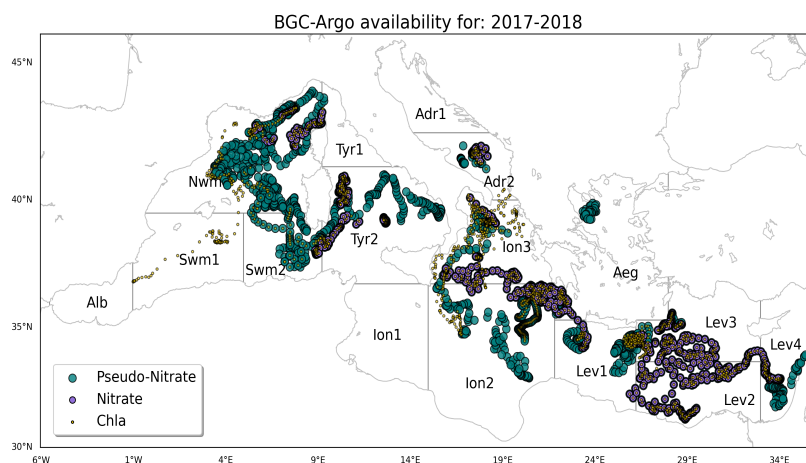 BGC-Argo availability for: 2017-2018
45°N
Adr1
Tyr1
Nwm
Adr2
40°N
Tyr2
Ion3
Swm1
Swm2
Aeg
Alb
35°N
Ion1
Lev3
Lev4
Lev1
Ion2
Lev2
Pseudo-Nitrate
Nitrate
Chla
30°N
6°W 1°W 4°E 9°E 14°E 19°E 24°E 29°E 34°E